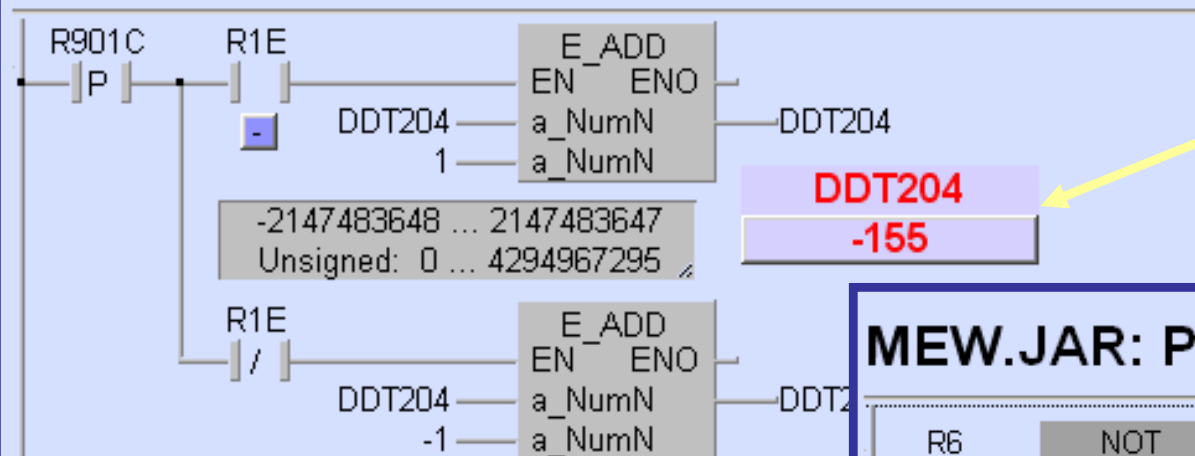 R901C R1E E_ADD
P EN ENO
DDT204 a_NumN DDT204
-
1 a_NumN
DDT204
-155
-2147483648 ... 2147483647
Unsigned: 0 ... 4294967295
R1E E_ADD
/ EN ENO
DDT204 a_NumN DDT2
-1 a_NumN
MEW.JAR: P
R6 NOT